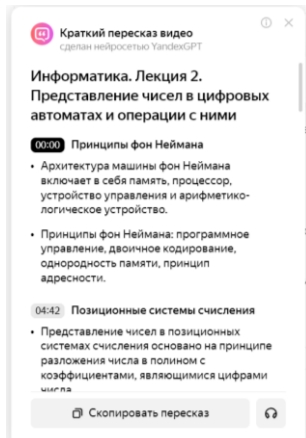 Краткий пересказ видео
сделан нейросетью YandexGPT
Информатика. Лекция 2.
Представление чисел в цифровых
автоматах и операции с ними
00:00 Принципы фон Неймана
• Архитектура машины фон Неймана
включает в себя память, процессор,
устройство управления и арифметико-
логическое устройство.
• Принципы фон Неймана: программное
управление, двоичное кодирование,
однородность памяти, принцип
адресности.
04:42 Позиционные системы счисления
• Представление чисел в позиционных
системах счисления основано на принципе
разложения числа в полином с
коэффициентами, являющимися цифрами
числа
Скопировать пересказ